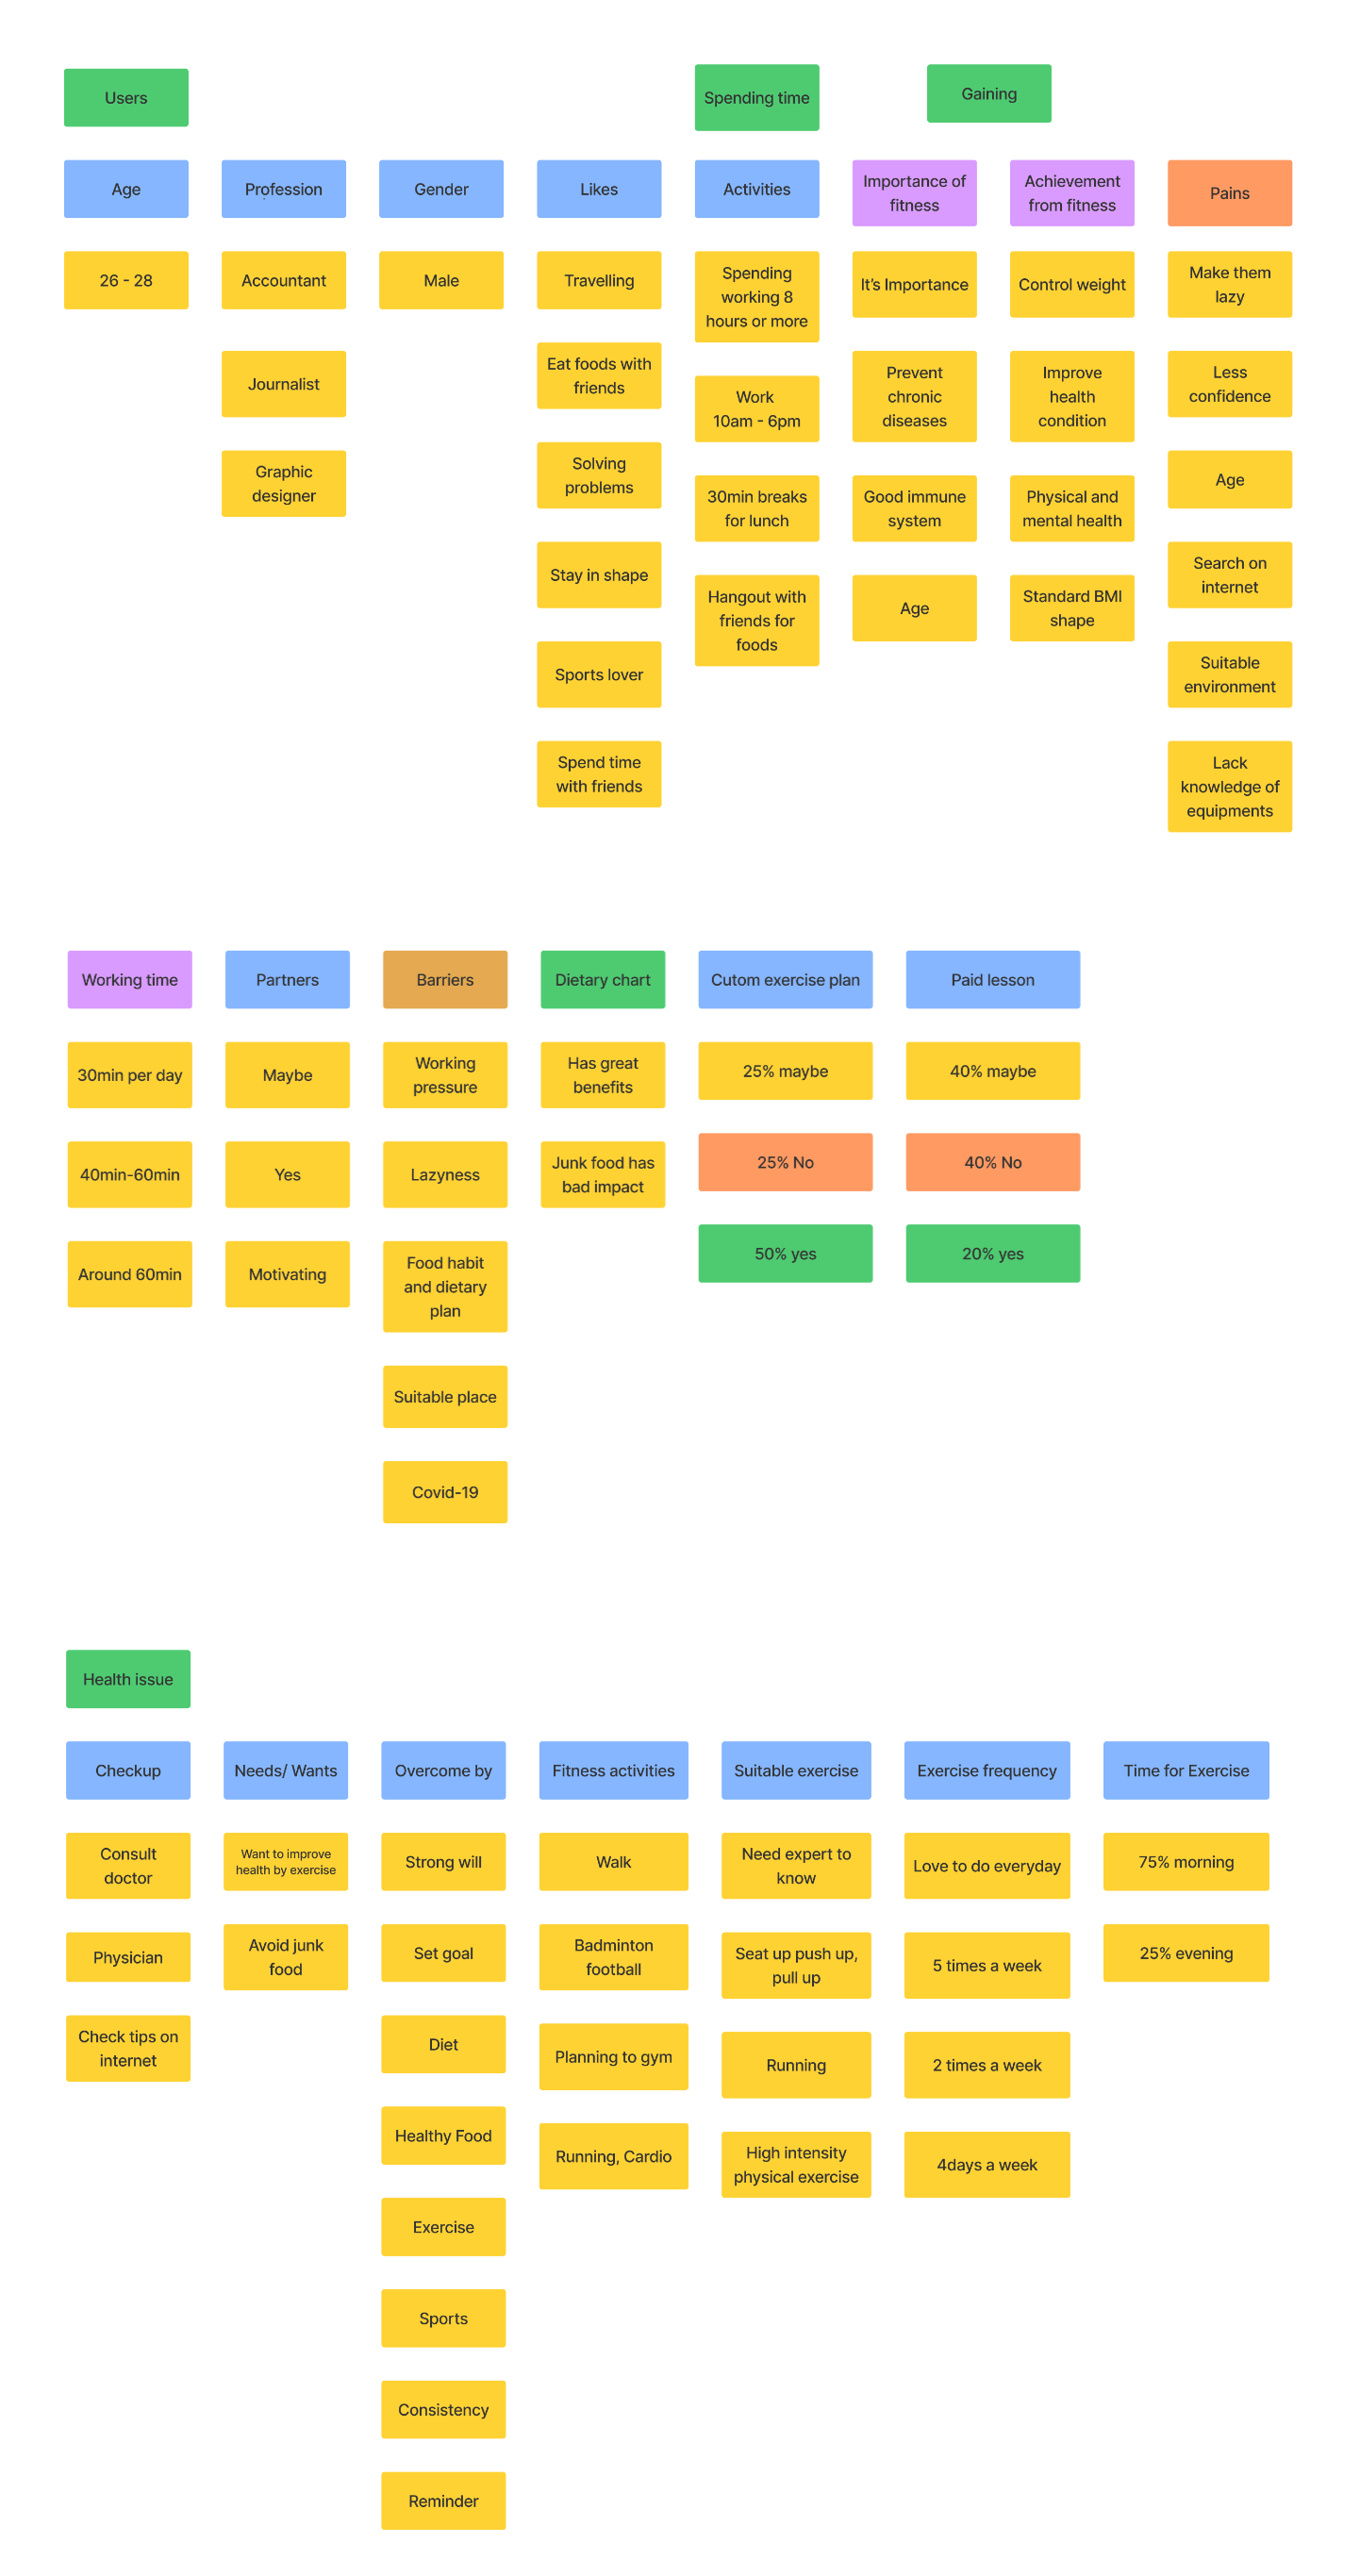 Users
Spending time
Gaining
Age
Profession
Gender
Likes
Activities
Importance of
fitness
Achievement
from fitness
Pains
26 - 28
Accountant
Male
Travelling
Spending
working 8
hours or more
It's Importance
Control weight
Make them
lazy
Journalist
Eat foods with
friends
Work
10am - 6pm
Prevent
chronic
diseases
Improve
health
condition
Less
confidence
Graphic
designer
Solving
problems
30min breaks
for lunch
Good immune
system
Physical and
mental health
Age
Stay in shape
Hangout with
friends for
foods
Age
Standard BMI
shape
Search on
internet
Sports lover
Suitable
environment
Spend time
with friends
Lack
knowledge of
equipments
Working time
Partners
Barriers
Dietary chart
Cutom exercise plan
Paid lesson
30min per day
Maybe
Working
pressure
Has great
benefits
25% maybe
40% maybe
40min-60min
Yes
Lazyness
Junk food has
bad impact
25% No
40% No
Around 60min
Motivating
Food habit
and dietary
plan
50% yes
20% yes
Suitable place
Covid-19
Health issue
Checkup
Needs/ Wants
Overcome by
Fitness activities
Suitable exercise
Exercise frequency
Time for Exercise
Consult
doctor
Want to improve
health by exercise
Strong will
Walk
Need expert to
know
Love to do everyday
75% morning
Physician
Avoid junk
food
Set goal
Badminton
football
Seat up push up,
pull up
5 times a week
25% evening
Check tips on
internet
Diet
Planning to gym
Running
2 times a week
Healthy Food
Running, Cardio
High intensity
physical exercise
4days a week
Exercise
Sports
Consistency
Reminder